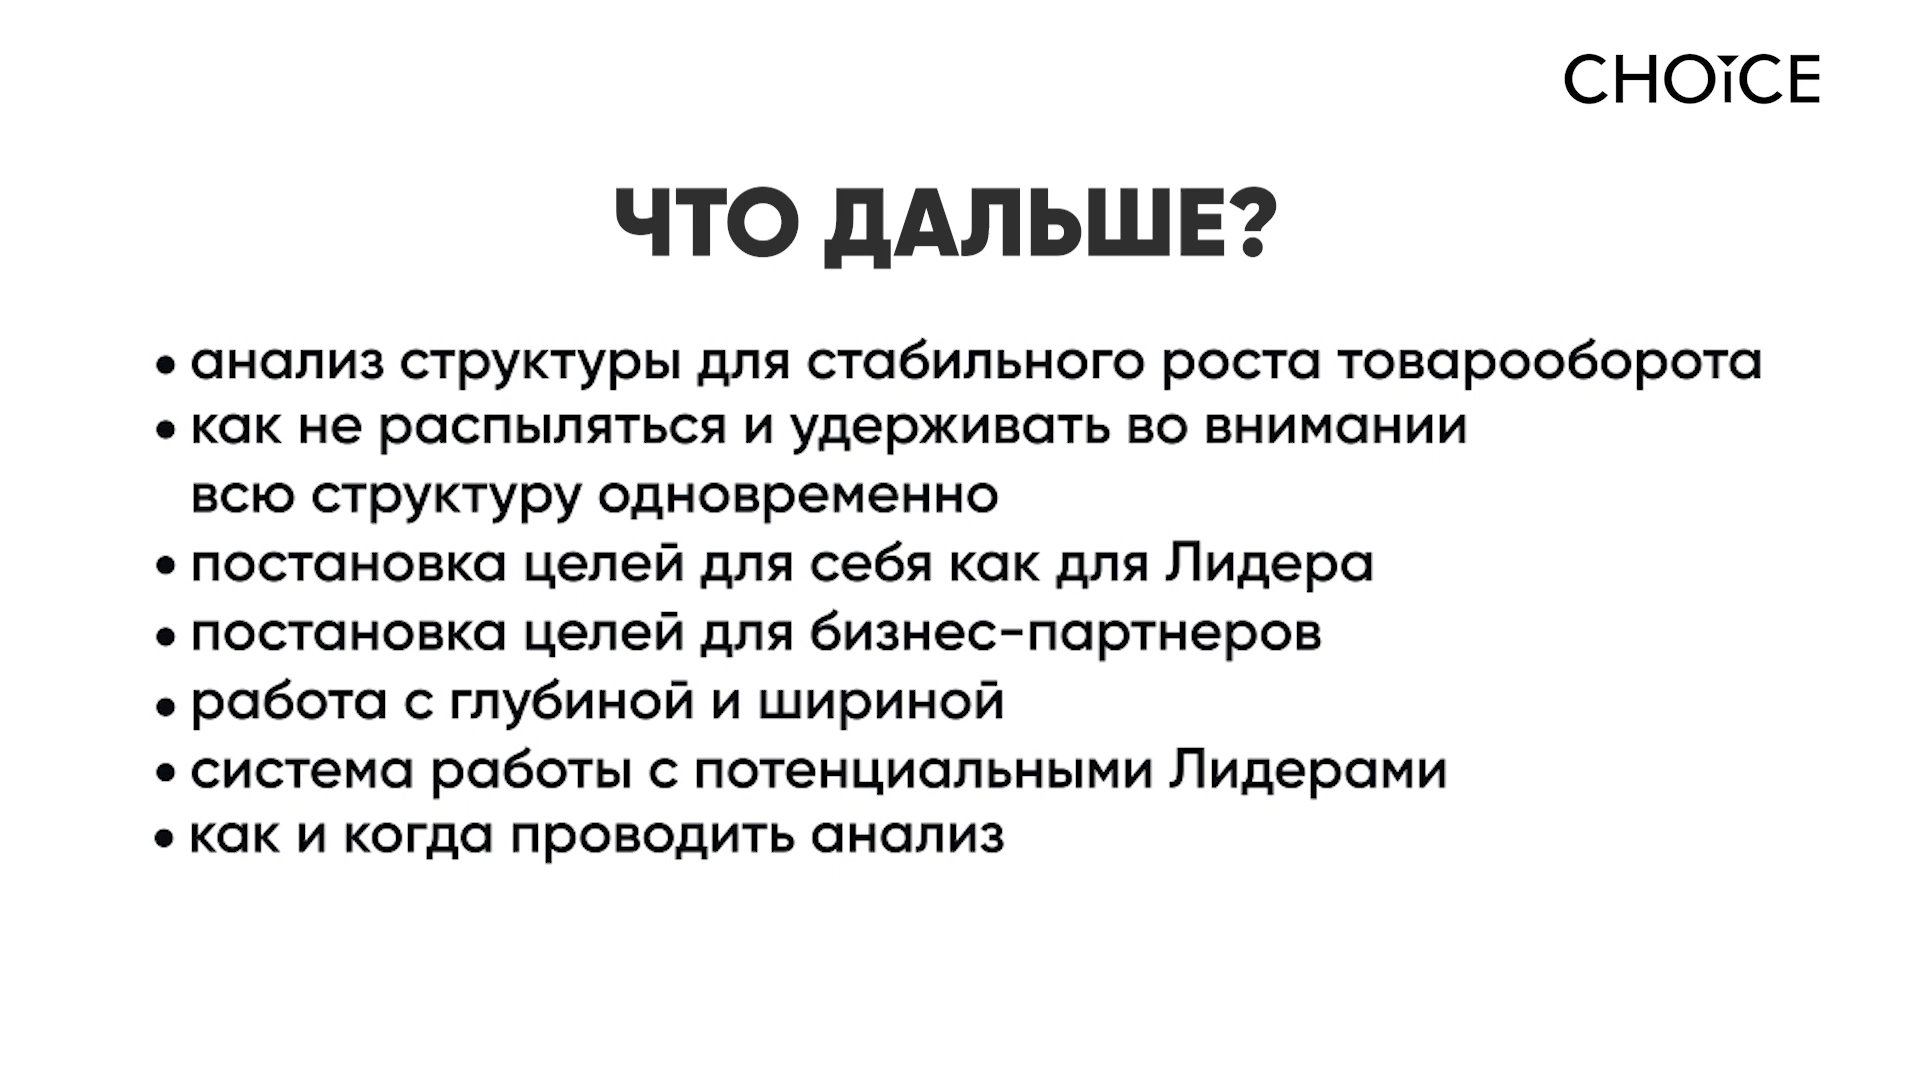 CHOICE
ЧТО ДАЛЬШЕ?
• анализ структуры для стабильного роста товарооборота
• как не распыляться и удерживать во внимании
всю структуру одновременно
• постановка целей для себя как для Лидера
• постановка целей для бизнес-партнеров
• работа с глубиной и шириной
• система работы с потенциальными Лидерами
• как и когда проводить анализ